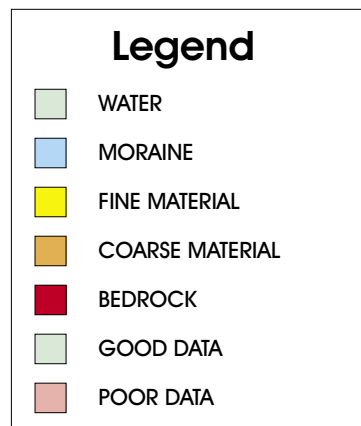 Legend
WATER
MORAINE
FINE MATERIAL
COARSE MATERIAL
BEDROCK
GOOD DATA
POOR DATA